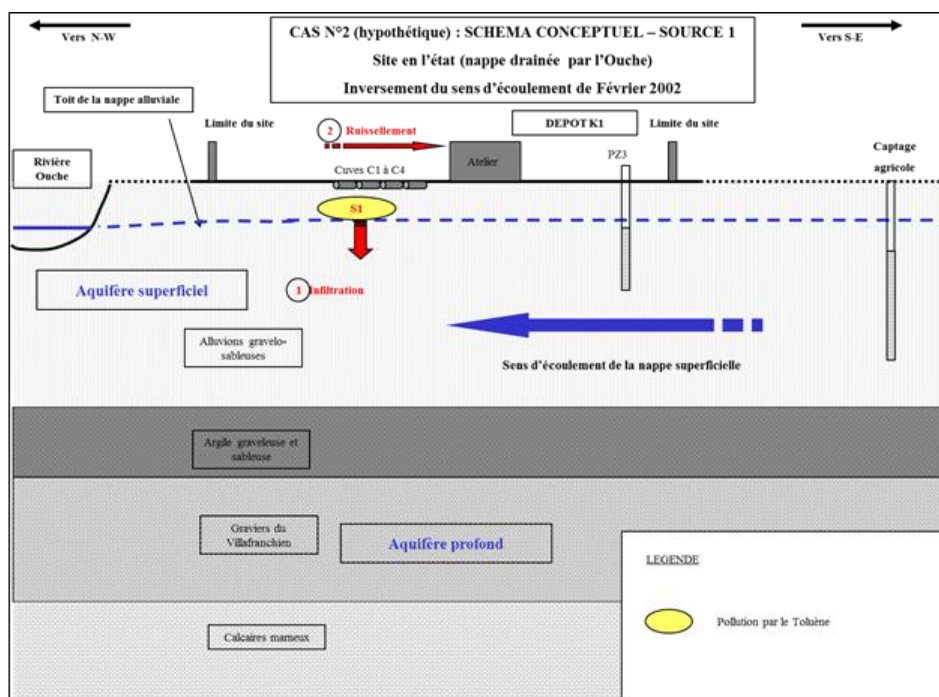 Vers N-W
CAS N°2 (hypothétique) : SCHEMA CONCEPTUEL – SOURCE 1
Site en l'état (nappe drainée par l'Ouche)
Inversement du sens d'écoulement de Février 2002
Vers S-E
Toit de la nappe alluviale
Limite du site
2 Ruissellement
DEPOT K1
Limite du site
Rivière
Ouche
Cuves C1 à C4
Atelier
PZ3
Captage
agricole
S1
Aquifère superficiel
1 Infiltration
Alluvions gravelo-
sableuses
Sens d'écoulement de la nappe superficielle
Argile graveleuse et
sableuse
Graviers du
Villafranchien
Aquifère profond
LEGENDE
Pollution par le Toluène
Calcaires marneux